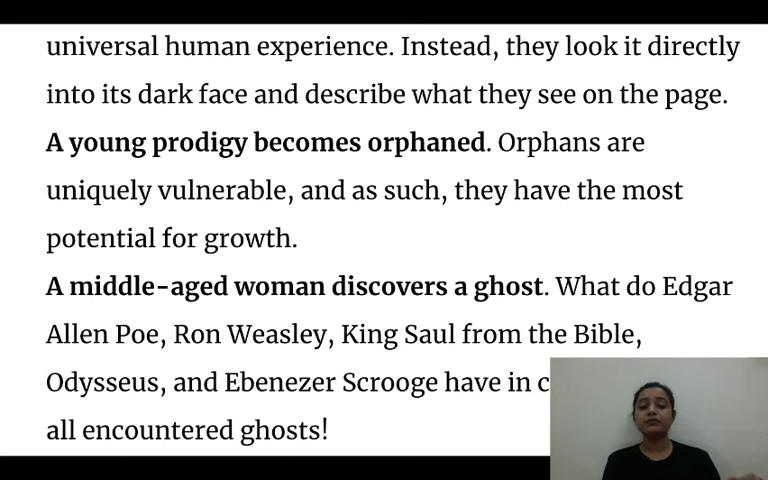 universal human experience. Instead, they look it directly
into its dark face and describe what they see on the page.
A young prodigy becomes orphaned. Orphans are
uniquely vulnerable, and as such, they have the most
potential for growth.
A middle-aged woman discovers a ghost. What do Edgar
Allen Poe, Ron Weasley, King Saul from the Bible,
Odysseus, and Ebenezer Scrooge have in
all encountered ghosts!